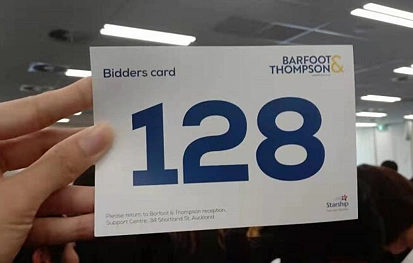 Bidders card
BARFOOT &
THOMPSON
128
Please return to Barfoot & Thompson reception,
Support Centre, 34 Shortland St, Auckland
Starship